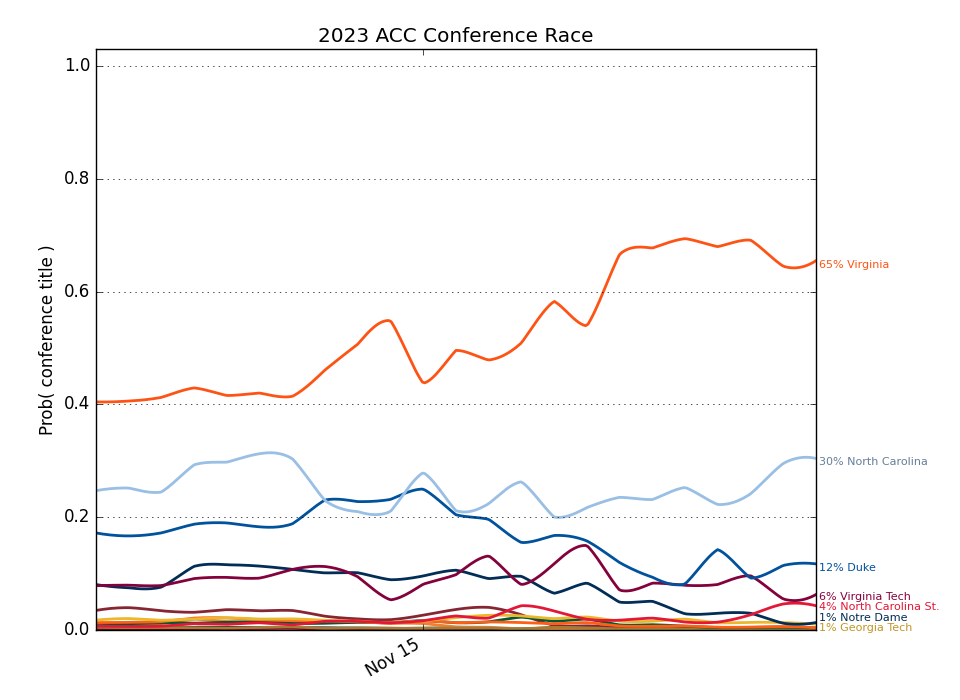 2023 ACC Conference Race
Prob( conference title )
1.0
0.8
0.6
0.4
0.2
0.0
Nov 15
65% Virginia
30% North Carolina
12% Duke
6% Virginia Tech
4% North Carolina St.
1% Notre Dame
1% Georgia Tech